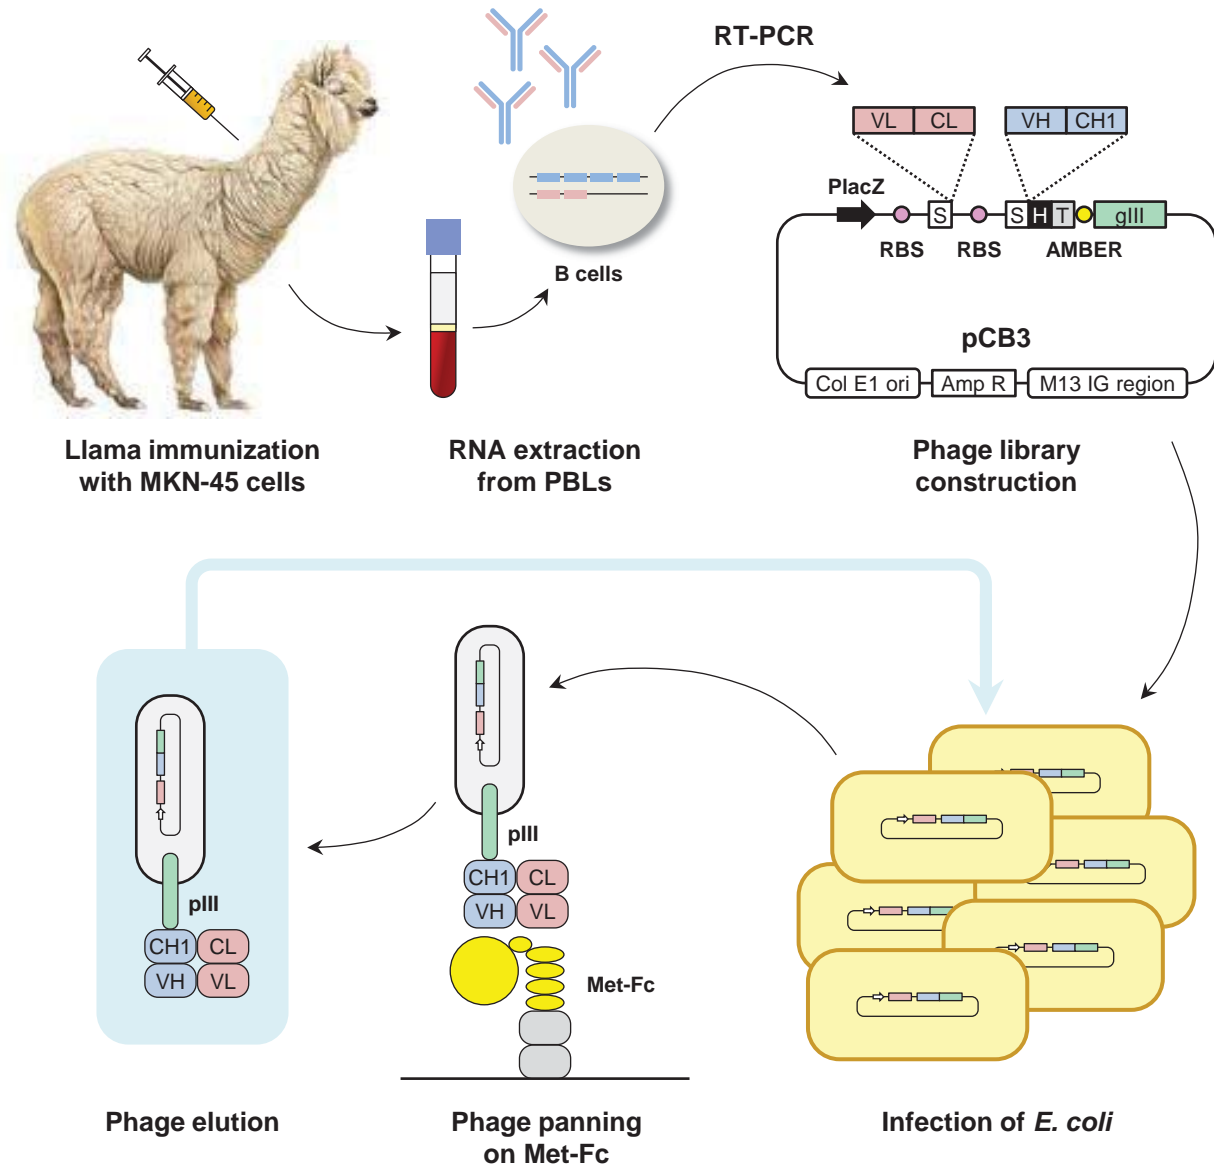 RT-PCR
VL CL VH CH1
PlacZ
S S H T gIII
RBS RBS AMBER
B cells
pCB3
Col E1 ori Amp R M13 IG region
Llama immunization
with MKN-45 cells
RNA extraction
from PBLs
Phage library
construction
pIII
CH1 CL
VH VL
pIII
CH1 CL
VH VL
Met-Fc
Phage elution
Phage panning
on Met-Fc
Infection of E. coli